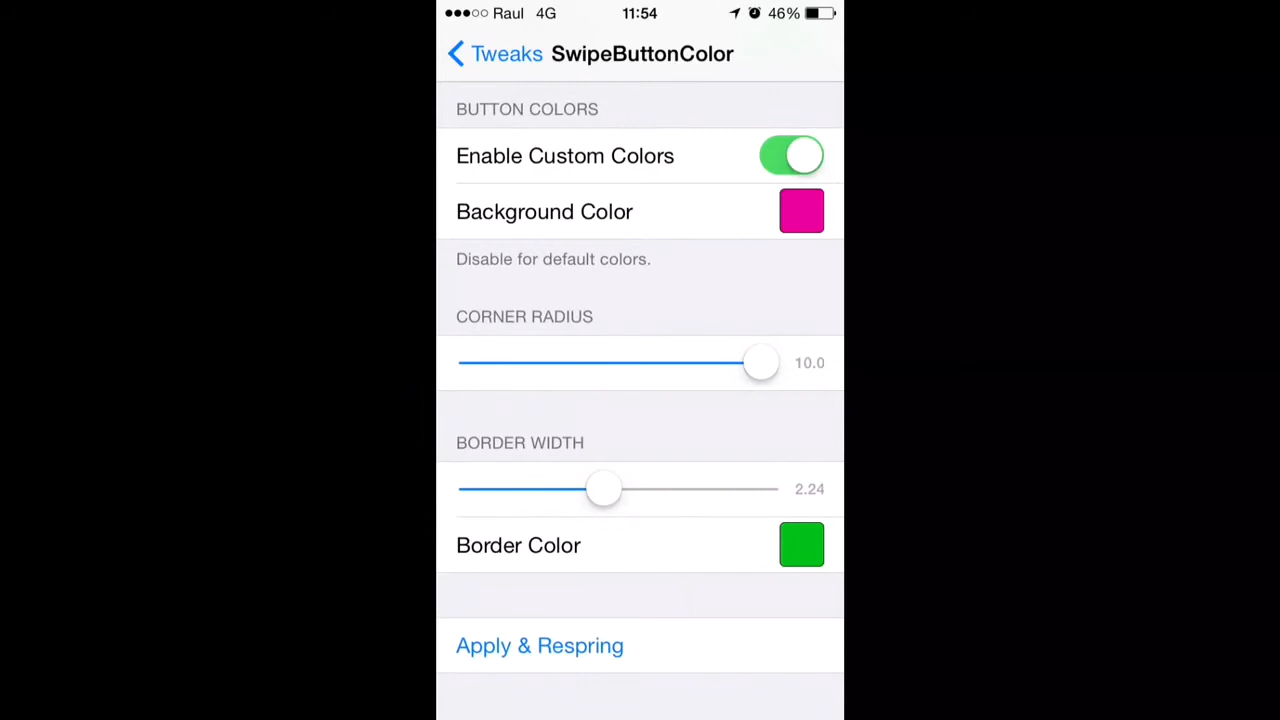 Raul 4G 11:54 46%
Tweaks SwipeButtonColor
BUTTON COLORS
Enable Custom Colors
Background Color
Disable for default colors.
CORNER RADIUS
10.0
BORDER WIDTH
2.24
Border Color
Apply & Respring